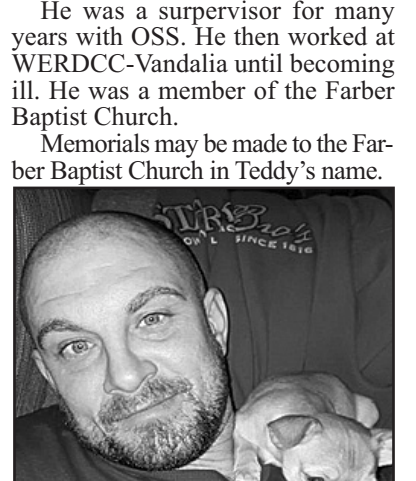 He was a surpervisor for many
years with OSS. He then worked at
WERDCC-Vandalia until becoming
ill. He was a member of the Farber
Baptist Church.
Memorials may be made to the Far-
ber Baptist Church in Teddy’s name.
SINCE 1816